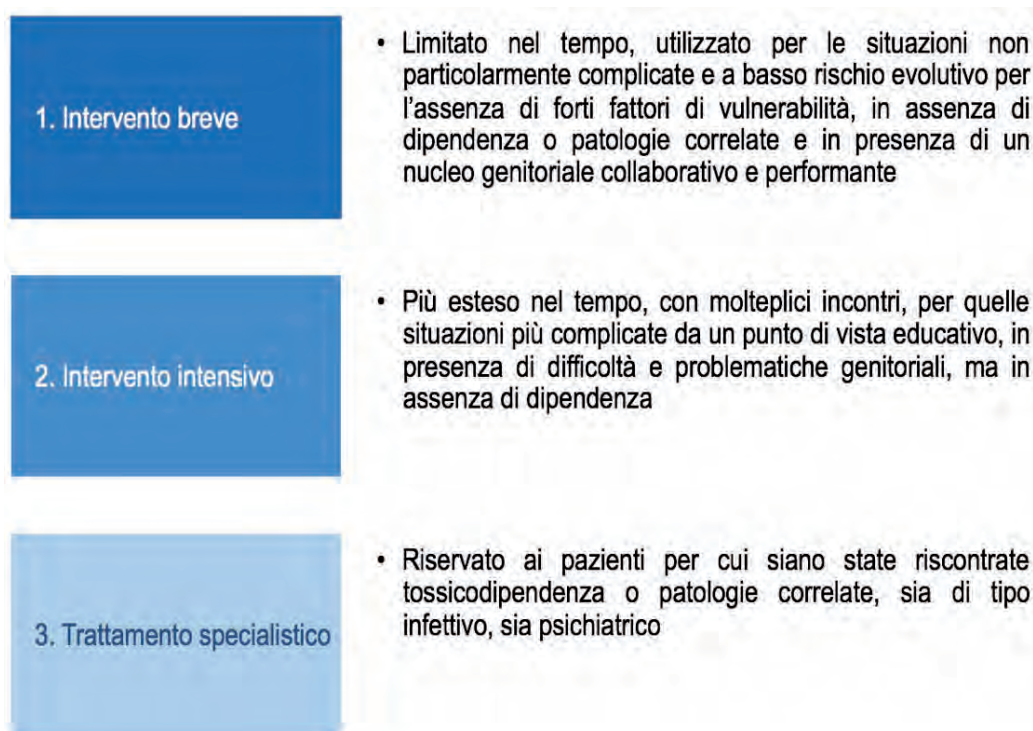 1. Intervento breve
• Limitato nel tempo, utilizzato per le situazioni non
particolarmente complicate e a basso rischio evolutivo per
l'assenza di forti fattori di vulnerabilità, in assenza di
dipendenza o patologie correlate e in presenza di un
nucleo genitoriale collaborativo e performante
2. Intervento intensivo
• Più esteso nel tempo, con molteplici incontri, per quelle
situazioni più complicate da un punto di vista educativo, in
presenza di difficoltà e problematiche genitoriali, ma in
assenza di dipendenza
3. Trattamento specialistico
• Riservato ai pazienti per cui siano state riscontrate
tossicodipendenza o patologie correlate, sia di tipo
infettivo, sia psichiatrico